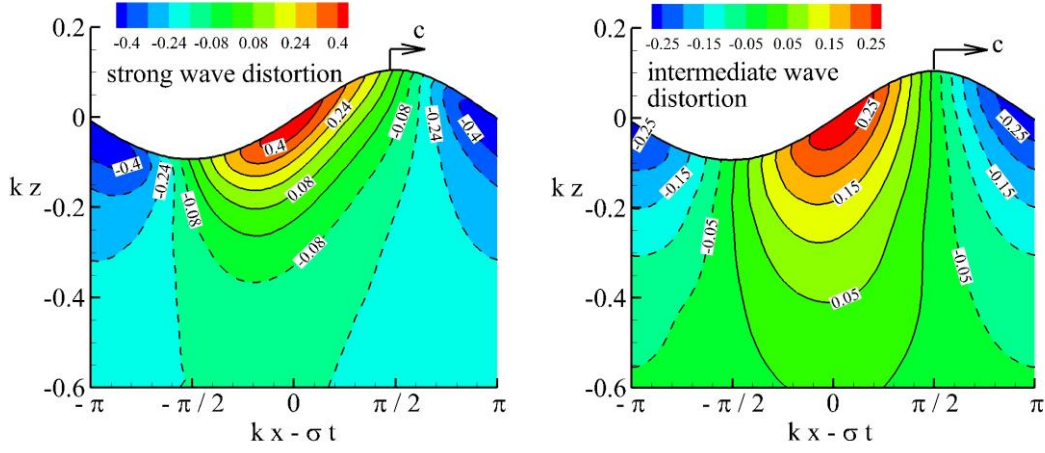 -0.4 -0.24 -0.08 0.08 0.24 0.4
strong wave distortion
c
0.2
0
-0.2
-0.4
-0.6
k z
-0.4
-0.24
-0.08
0.4
0.08
0.24
-0.08
-0.08
-0.24
-0.4
- π - π / 2 0 π / 2 π
k x - σ t
-0.25 -0.15 -0.05 0.05 0.15 0.25
intermediate wave
distortion
c
0.2
0
-0.2
-0.4
-0.6
k z
-0.25
-0.15
-0.05
0.25
0.15
0.05
-0.25
-0.15
-0.05
- π - π / 2 0 π / 2 π
k x - σ t